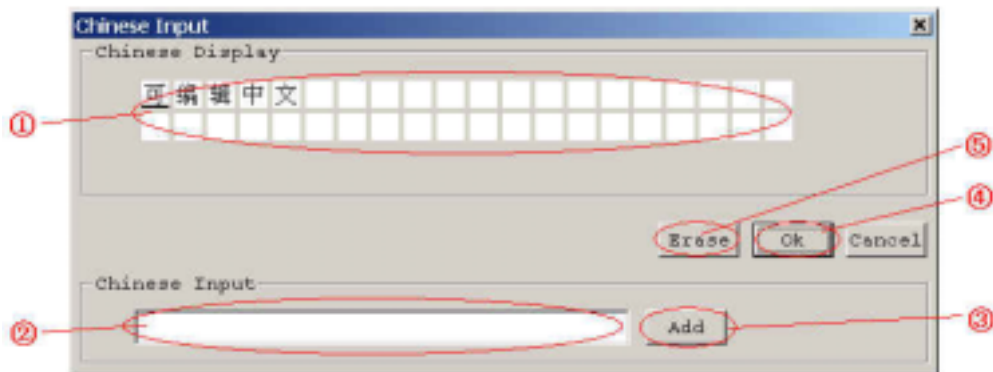 Chinese Input
Chinese Display
可编辑中文
①
⑤
④
Erase Ok Cancel
Chinese Input
② Add ③